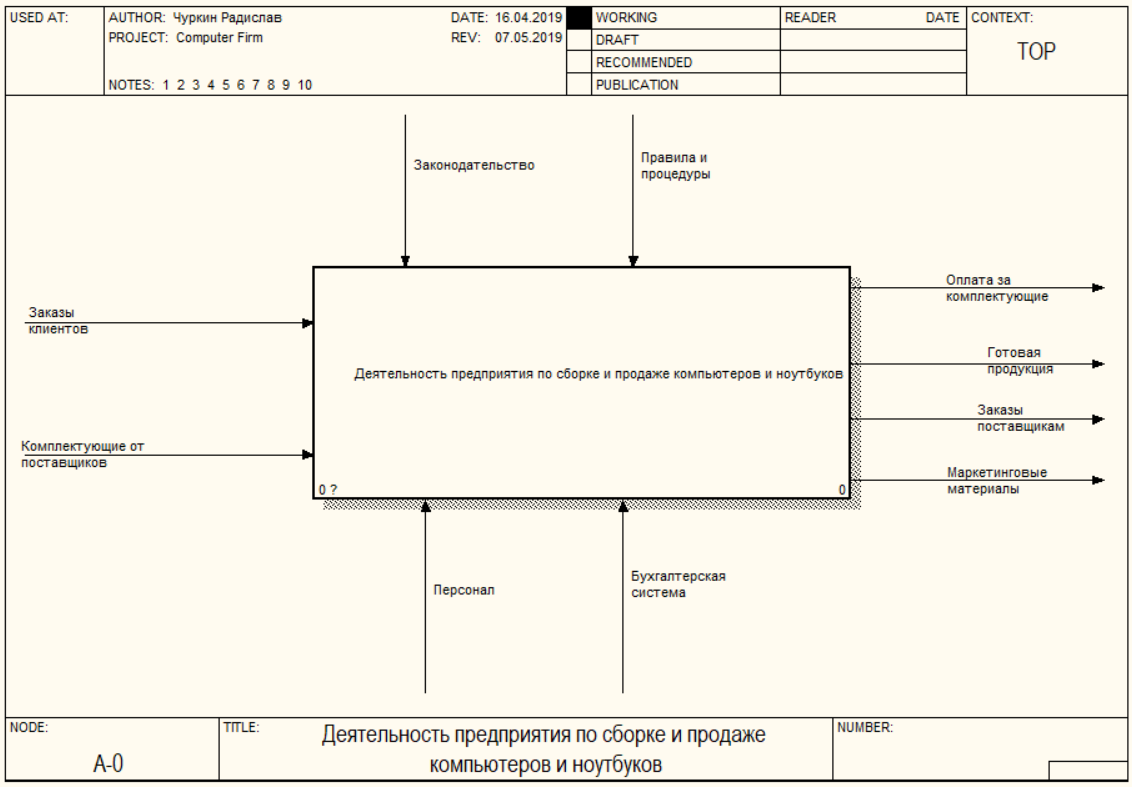 USED AT:
AUTHOR: Чуркин Радислав
DATE: 16.04.2019
WORKING
READER
DATE
CONTEXT:
PROJECT: Computer Firm
REV: 07.05.2019
DRAFT
TOP
RECOMMENDED
NOTES: 1 2 3 4 5 6 7 8 9 10
PUBLICATION
Законодательство
Правила и
процедуры
Заказы
клиентов
Комплектующие от
поставщиков
Деятельность предприятия по сборке и продаже компьютеров и ноутбуков
0 ?
0
Оплата за
комплектующие
Готовая
продукция
Заказы
поставщикам
Маркетинговые
материалы
Персонал
Бухгалтерская
система
NODE:
A-0
TITLE:
Деятельность предприятия по сборке и продаже
компьютеров и ноутбуков
NUMBER: